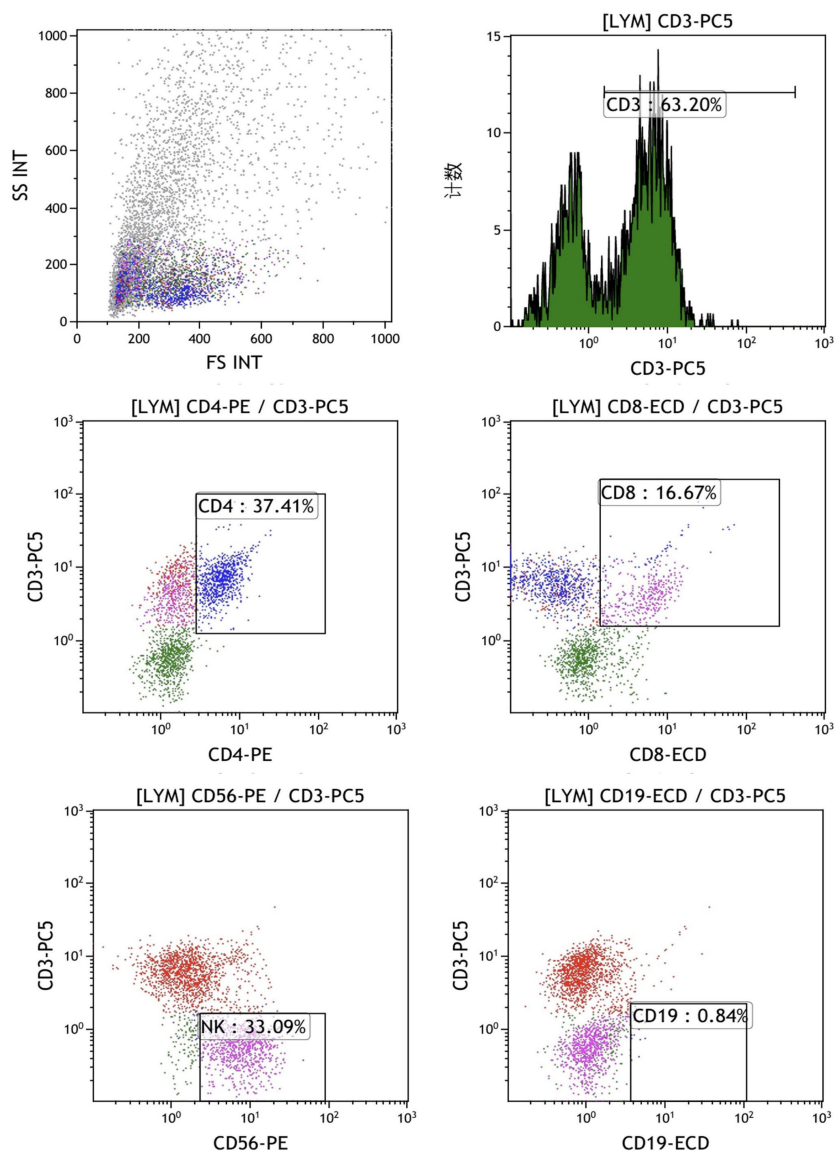 1000
800
600
400
200
0
SS INT
0
200
400
600
800
1000
FS INT
[LYM] CD3-PC5
15
10
5
0
计数
CD3 : 63.20%
10⁰
10¹
10²
10³
CD3-PC5
[LYM] CD4-PE / CD3-PC5
10³
10²
10¹
10⁰
CD3-PC5
CD4 : 37.41%
10⁰
10¹
10²
10³
CD4-PE
[LYM] CD8-ECD / CD3-PC5
10³
10²
10¹
10⁰
CD3-PC5
CD8 : 16.67%
10⁰
10¹
10²
10³
CD8-ECD
[LYM] CD56-PE / CD3-PC5
10³
10²
10¹
10⁰
CD3-PC5
NK : 33.09%
10⁰
10¹
10²
10³
CD56-PE
[LYM] CD19-ECD / CD3-PC5
10³
10²
10¹
10⁰
CD3-PC5
CD19 : 0.84%
10⁰
10¹
10²
10³
CD19-ECD